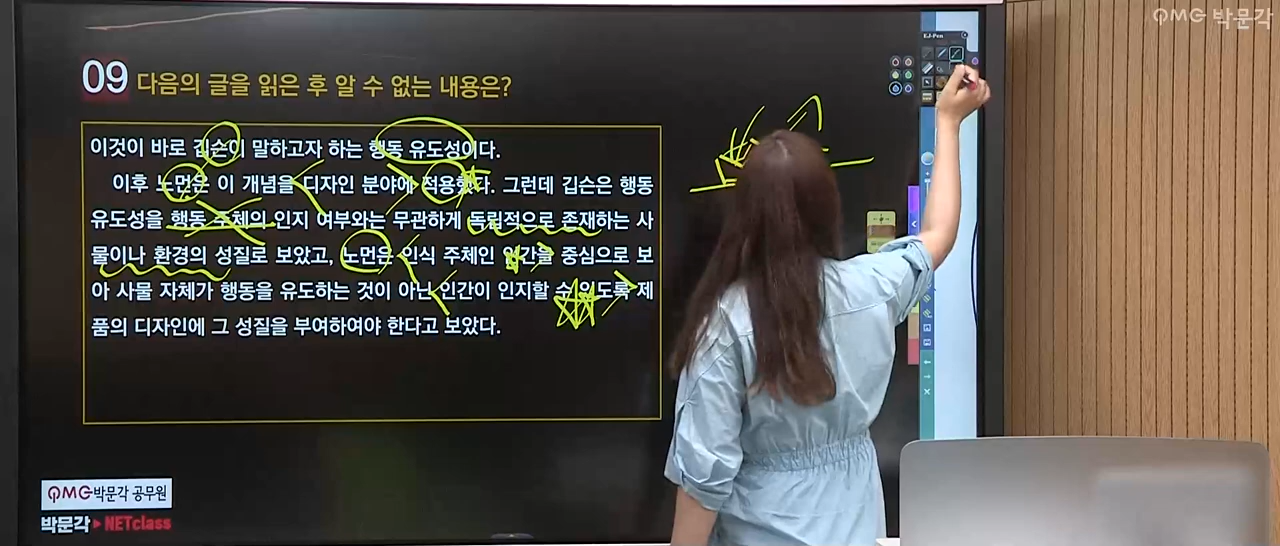 PMG 박문각
EJ-Pen
09 다음의 글을 읽은 후 알 수 없는 내용은?
이것이 바로 깁슨이 말하고자 하는 행동 유도성이다.
이후 노먼은 이 개념을 디자인 분야에 적용했다. 그런데 깁슨은 행동
유도성을 행동 주체의 인지 여부와는 무관하게 독립적으로 존재하는 사
물이나 환경의 성질로 보았고, 노먼은 인식 주체인 인간을 중심으로 보
아 사물 자체가 행동을 유도하는 것이 아닌 인간이 인지할 수 있도록 제
품의 디자인에 그 성질을 부여하여야 한다고 보았다.
PMG 박문각 공무원
박문각 ▶ NETclass